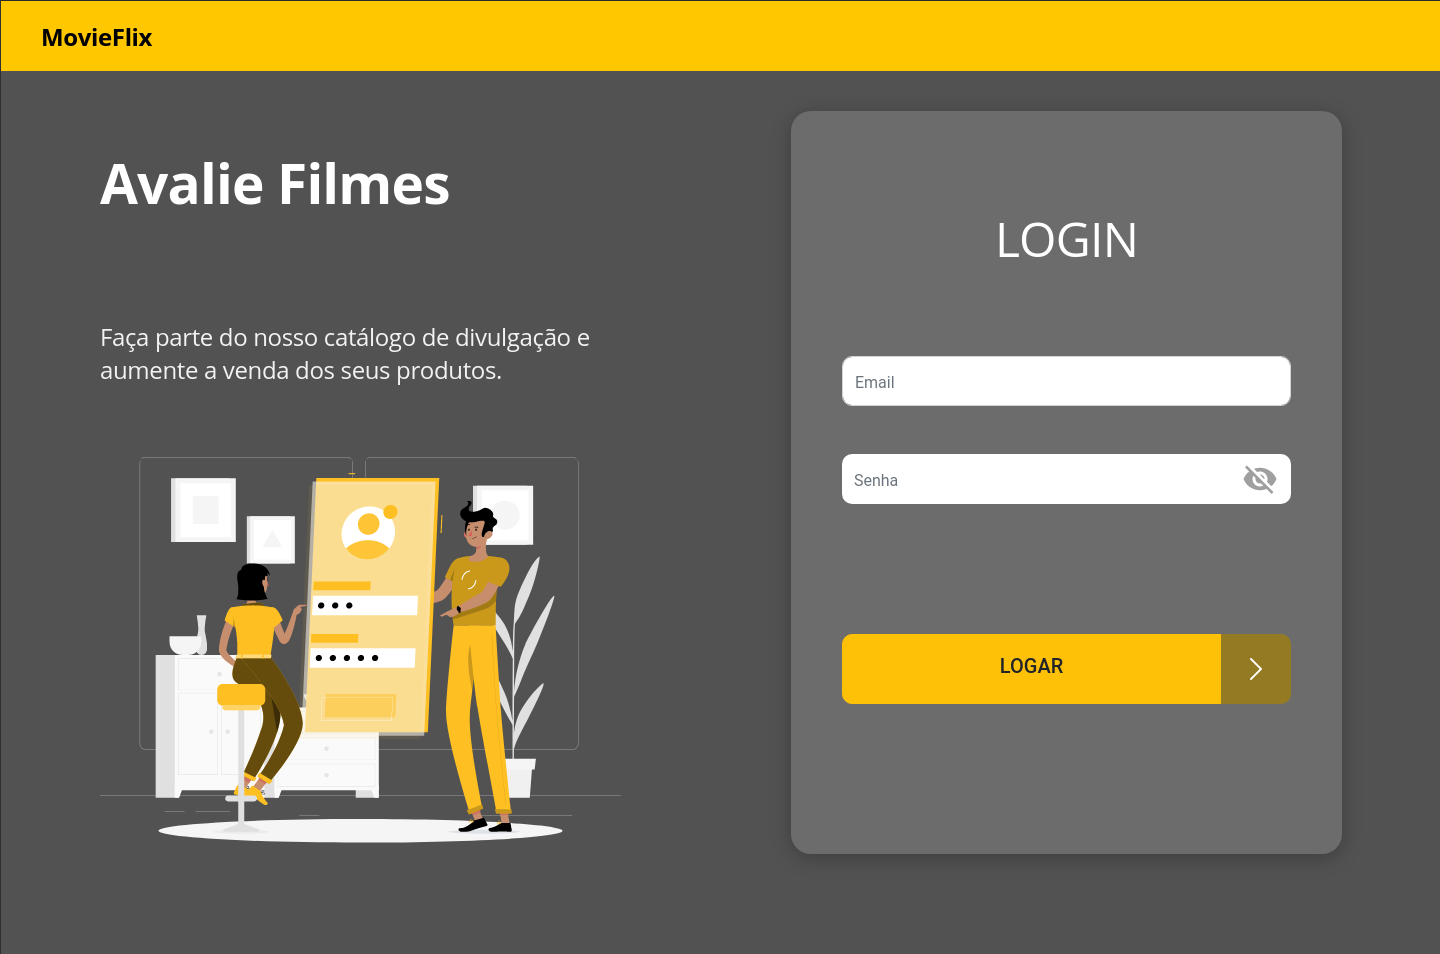 MovieFlix
Avalie Filmes
Faça parte do nosso catálogo de divulgação e
aumente a venda dos seus produtos.
LOGIN
Email
Senha
LOGAR